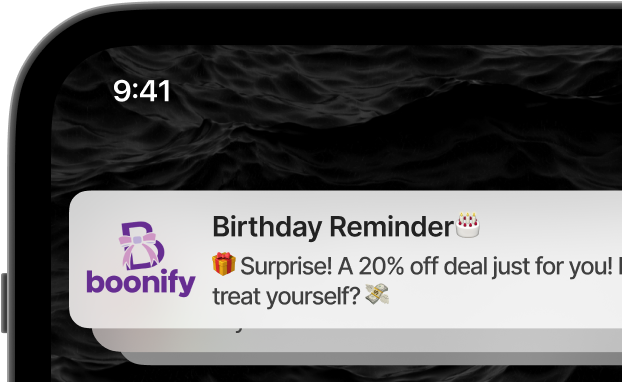 9:41
Birthday Reminder🎂
🎁 Surprise! A 20% off deal just for you!
treat yourself? 💸
B
boonify